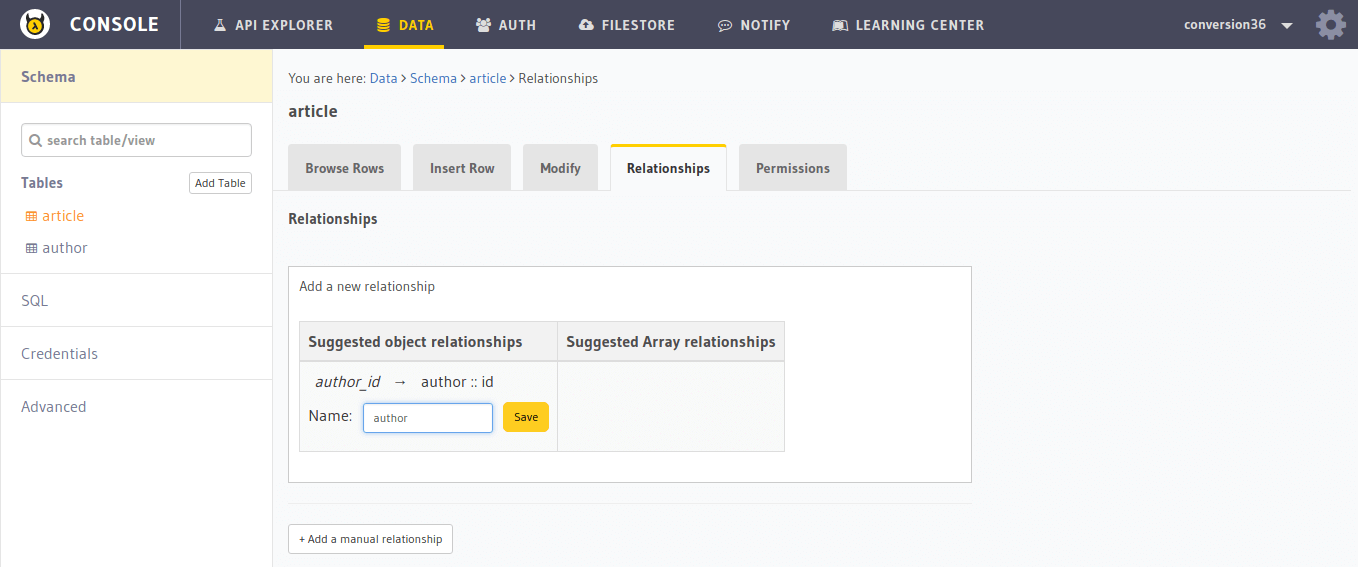 CONSOLE API EXPLORER DATA AUTH FILESTORE NOTIFY LEARNING CENTER conversion36
Schema
search table/view
Tables Add Table
article
author
SQL
Credentials
Advanced
You are here: Data > Schema > article > Relationships
article
Browse Rows Insert Row Modify Relationships Permissions
Relationships
Add a new relationship
Suggested object relationships Suggested Array relationships
author_id → author :: id
Name: author Save
+ Add a manual relationship